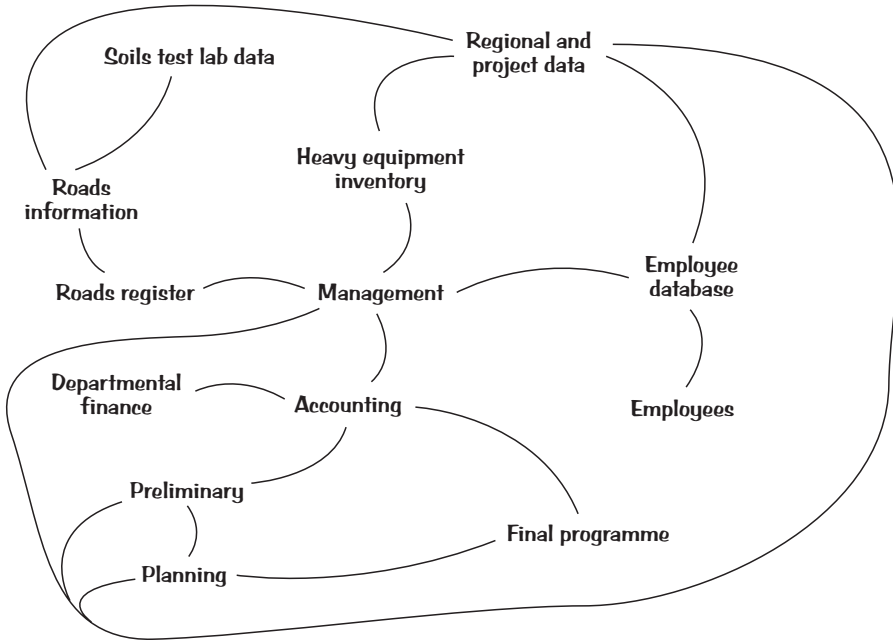 Regional and
project data
Soils test lab data
Heavy equipment
inventory
Roads
information
Employee
database
Roads register
Management
Departmental
finance
Accounting
Employees
Preliminary
Final programme
Planning